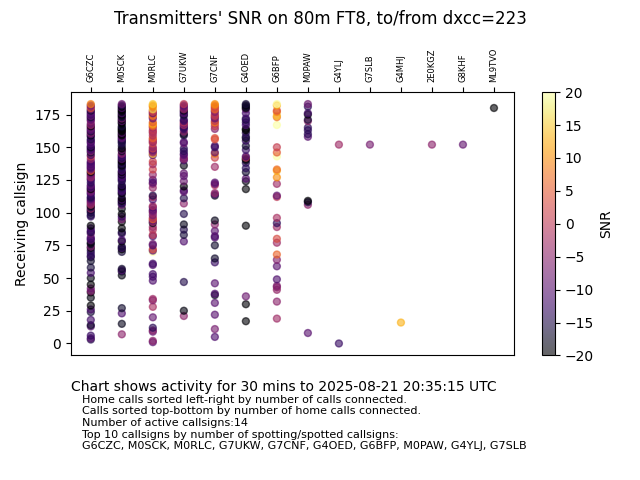 Transmitters' SNR on 80m FT8, to/from dxcc=223
G6CZC M0SCK M0RLC G7UKW G7CNF G4OED G6BFP M0PAW G4YLJ G7SLB G4MHJ 2E0KGZ G8KHF ML9TVO
175
150
125
100
75
50
25
0
Receiving callsign
20
15
10
5
0
−5
−10
−15
−20
SNR
Chart shows activity for 30 mins to 2025-08-21 20:35:15 UTC
Home calls sorted left-right by number of calls connected.
Calls sorted top-bottom by number of home calls connected.
Number of active callsigns:14
Top 10 callsigns by number of spotting/spotted callsigns:
G6CZC, M0SCK, M0RLC, G7UKW, G7CNF, G4OED, G6BFP, M0PAW, G4YLJ, G7SLB